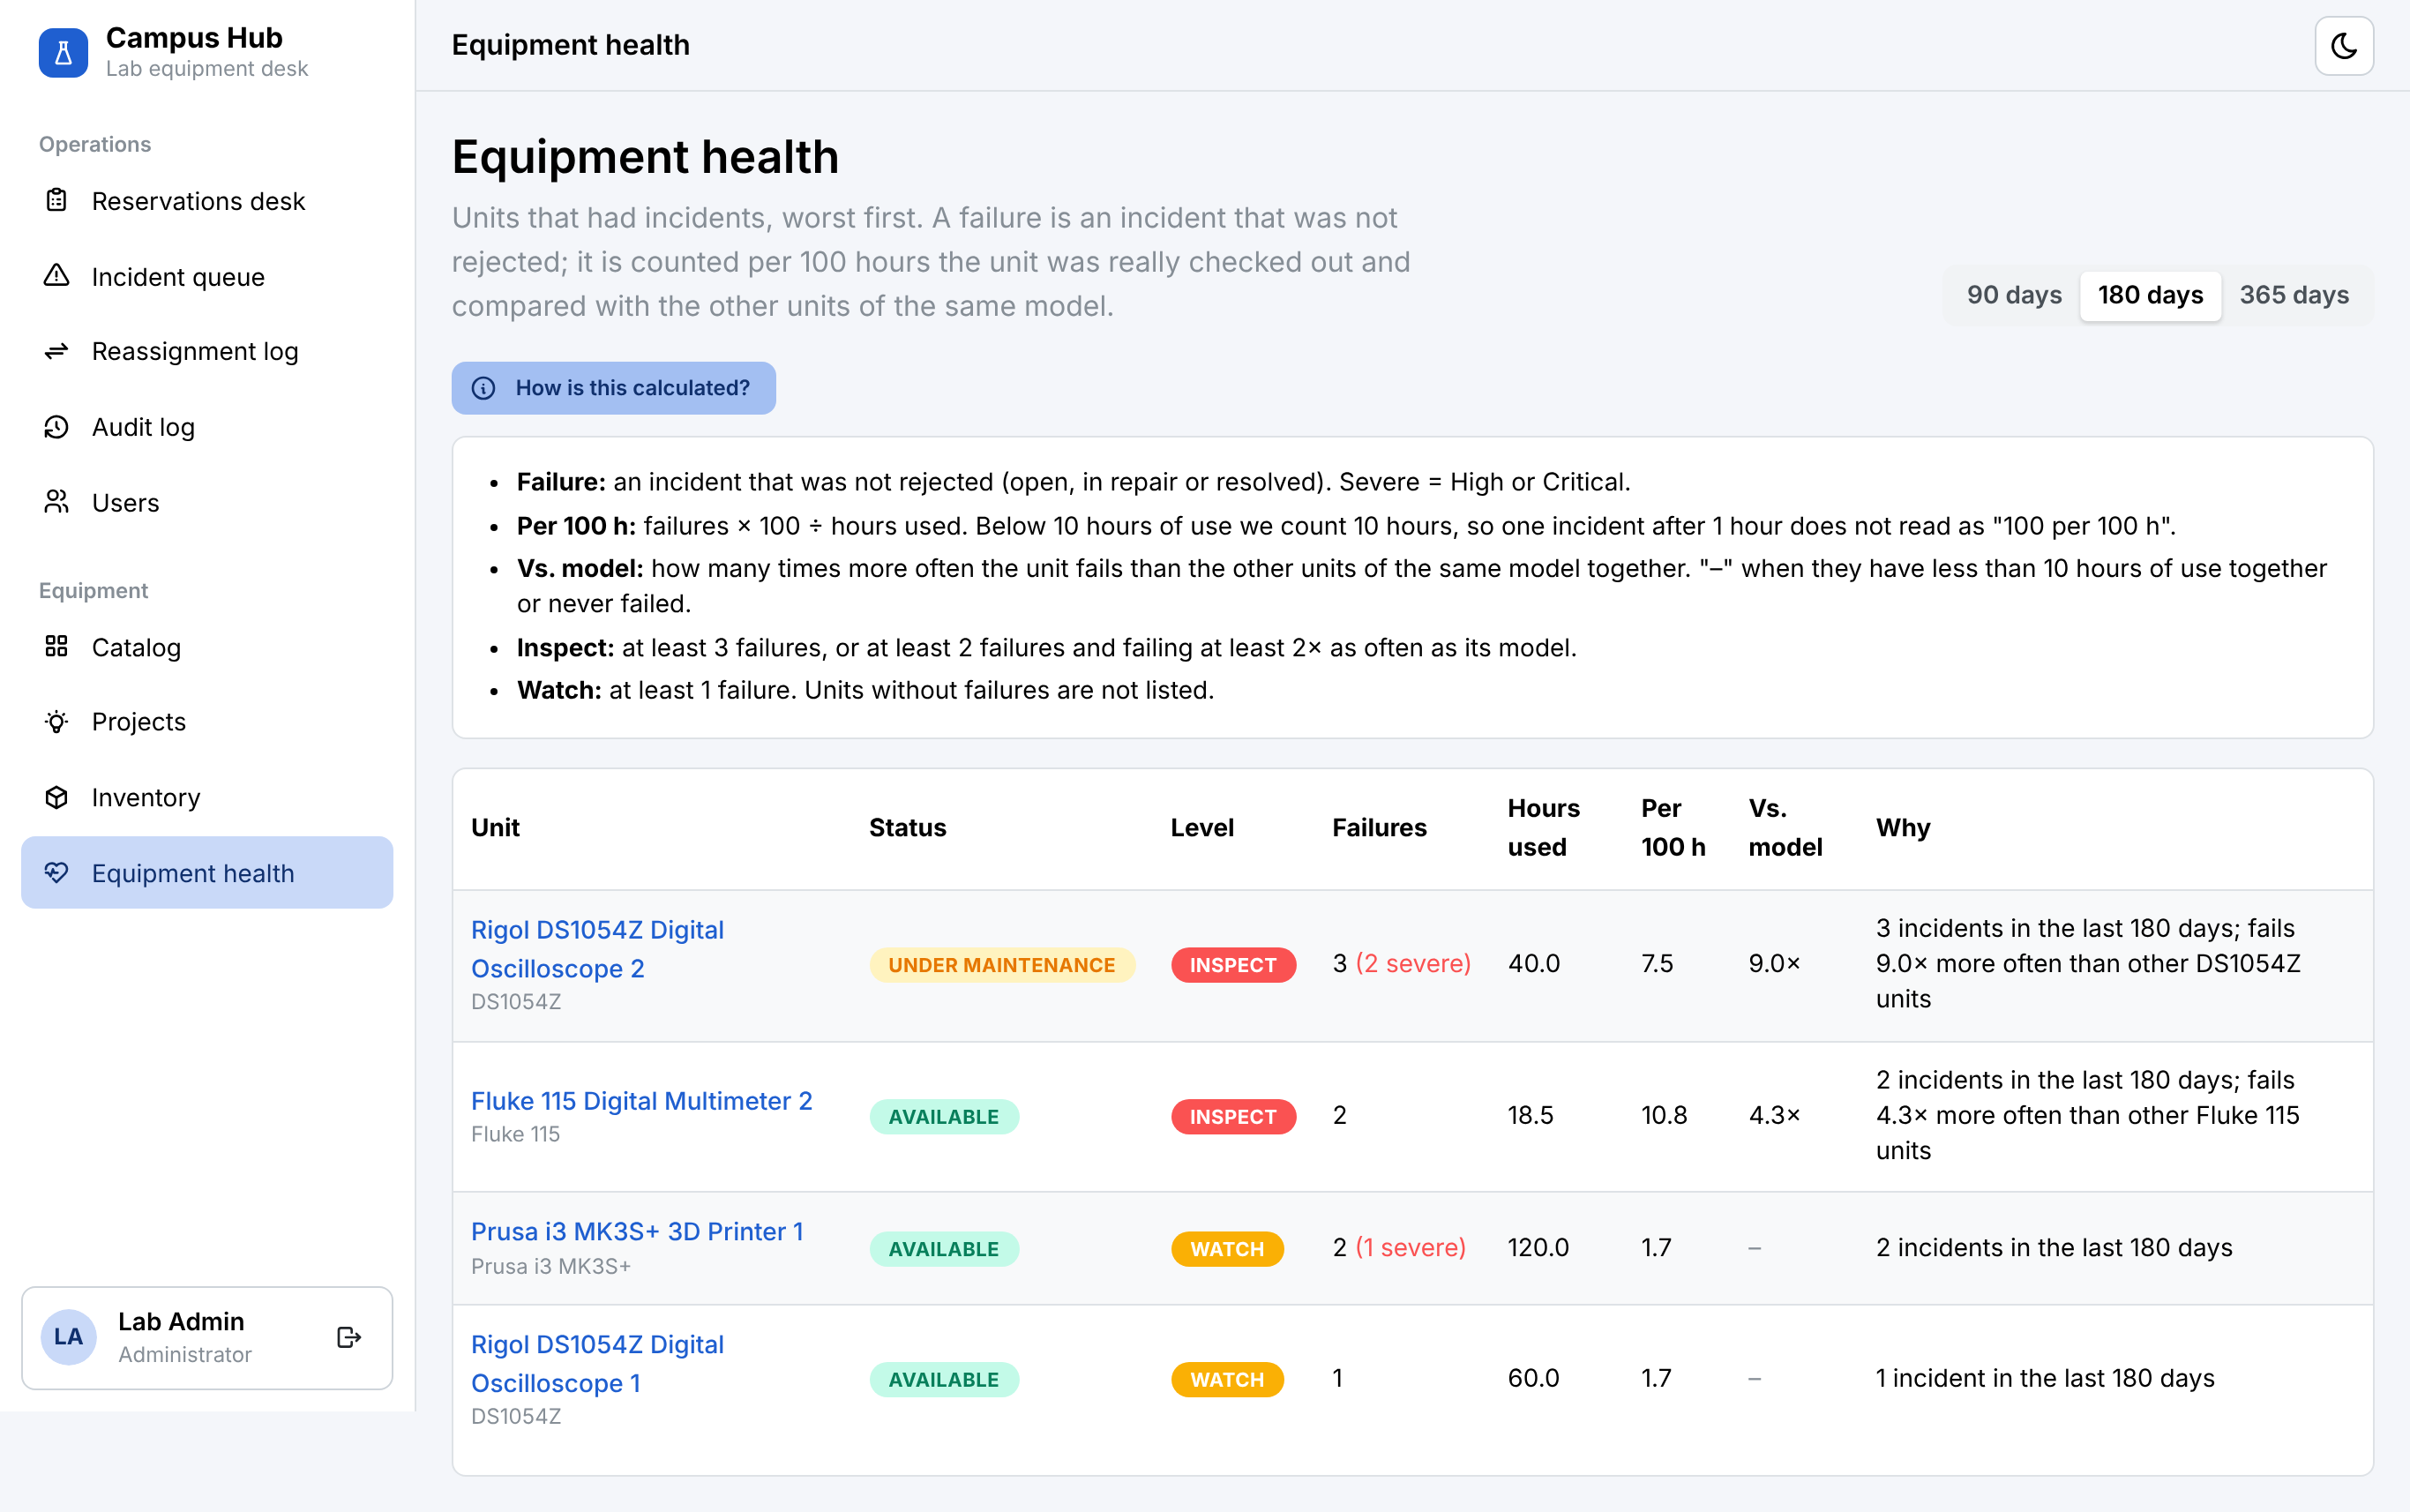 Campus Hub
Lab equipment desk
Operations
Reservations desk
Incident queue
Reassignment log
Audit log
Users
Equipment
Catalog
Projects
Inventory
Equipment health
LA
Lab Admin
Administrator
Equipment health
Equipment health
Units that had incidents, worst first. A failure is an incident that was not
rejected; it is counted per 100 hours the unit was really checked out and
compared with the other units of the same model.
90 days 180 days 365 days
How is this calculated?
• Failure: an incident that was not rejected (open, in repair or resolved). Severe = High or Critical.
• Per 100 h: failures × 100 ÷ hours used. Below 10 hours of use we count 10 hours, so one incident after 1 hour does not read as "100 per 100 h".
• Vs. model: how many times more often the unit fails than the other units of the same model together. "–" when they have less than 10 hours of use together
or never failed.
• Inspect: at least 3 failures, or at least 2 failures and failing at least 2× as often as its model.
• Watch: at least 1 failure. Units without failures are not listed.
Unit Status Level Failures Hours used Per 100 h Vs. model Why
Rigol DS1054Z Digital
Oscilloscope 2
DS1054Z
UNDER MAINTENANCE INSPECT 3 (2 severe) 40.0 7.5 9.0×
3 incidents in the last 180 days; fails
9.0× more often than other DS1054Z
units
Fluke 115 Digital Multimeter 2
Fluke 115
AVAILABLE INSPECT 2 18.5 10.8 4.3×
2 incidents in the last 180 days; fails
4.3× more often than other Fluke 115
units
Prusa i3 MK3S+ 3D Printer 1
Prusa i3 MK3S+
AVAILABLE WATCH 2 (1 severe) 120.0 1.7 – 2 incidents in the last 180 days
Rigol DS1054Z Digital
Oscilloscope 1
DS1054Z
AVAILABLE WATCH 1 60.0 1.7 – 1 incident in the last 180 days